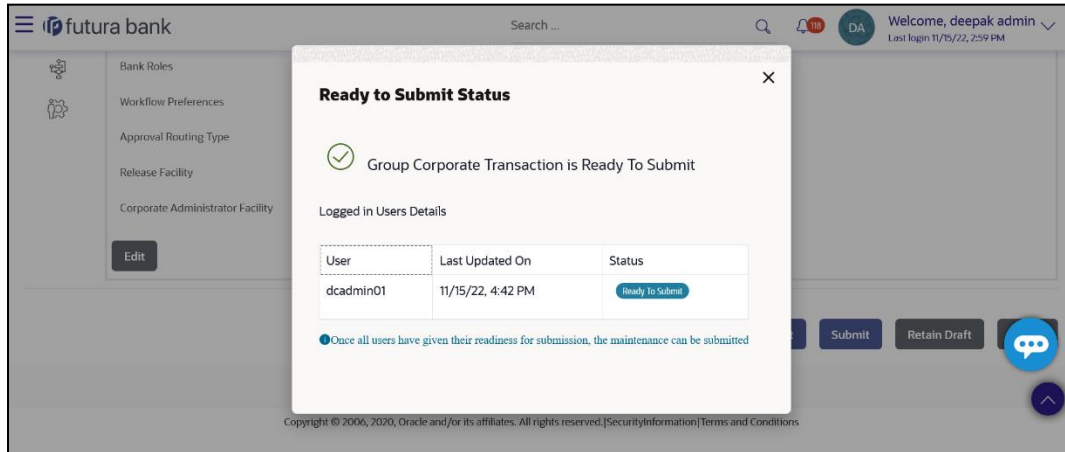 futura bank
Search ...
118
DA
Welcome, deepak admin
Last login 11/15/22, 2:59 PM
Bank Roles
Workflow Preferences
Approval Routing Type
Release Facility
Corporate Administrator Facility
Edit
Ready to Submit Status
Group Corporate Transaction is Ready To Submit
Logged in Users Details
User Last Updated On Status
dcadmin01 11/15/22, 4:42 PM Ready To Submit
Once all users have given their readiness for submission, the maintenance can be submitted
Submit Retain Draft
Copyright © 2006, 2020, Oracle and/or its affiliates. All rights reserved.|SecurityInformation|Terms and Conditions